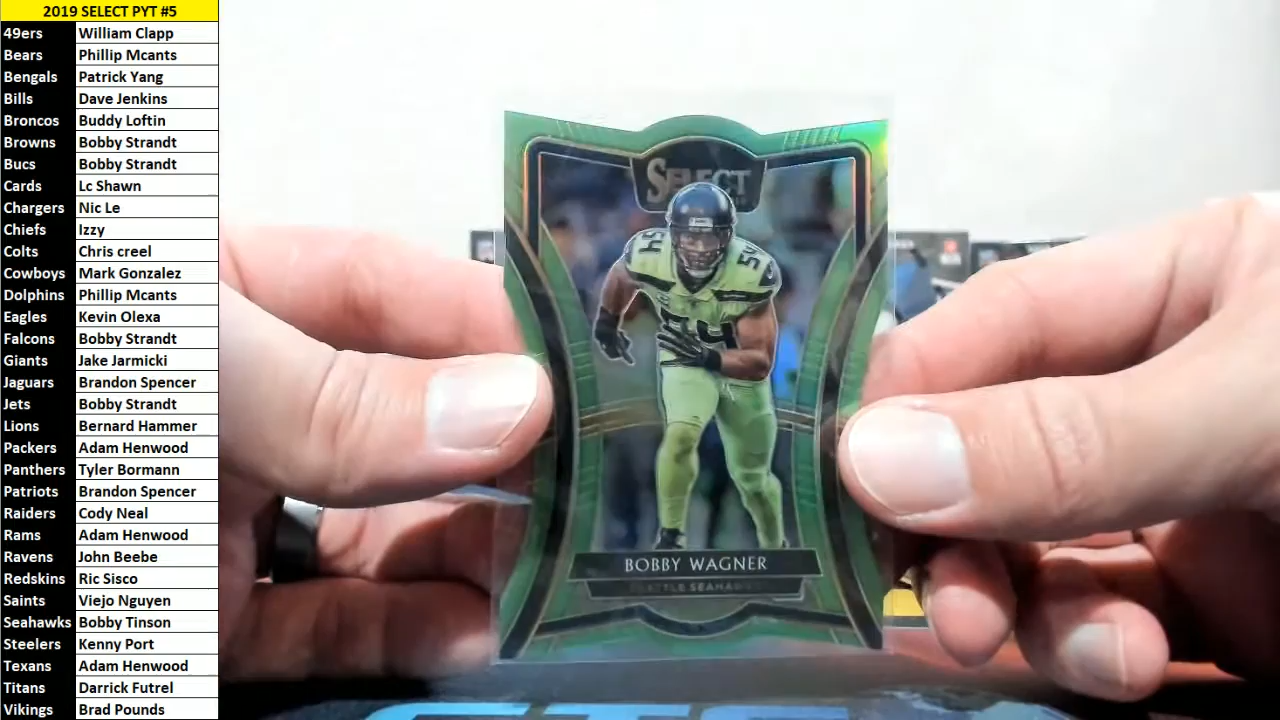 2019 SELECT PYT #5
49ers William Clapp
Bears Phillip Mcants
Bengals Patrick Yang
Bills Dave Jenkins
Broncos Buddy Loftin
Browns Bobby Strandt
Bucs Bobby Strandt
Cards Lc Shawn
Chargers Nic Le
Chiefs Izzy
Colts Chris creel
Cowboys Mark Gonzalez
Dolphins Phillip Mcants
Eagles Kevin Olexa
Falcons Bobby Strandt
Giants Jake Jarmicki
Jaguars Brandon Spencer
Jets Bobby Strandt
Lions Bernard Hammer
Packers Adam Henwood
Panthers Tyler Bormann
Patriots Brandon Spencer
Raiders Cody Neal
Rams Adam Henwood
Ravens John Beebe
Redskins Ric Sisco
Saints Viejo Nguyen
Seahawks Bobby Tinson
Steelers Kenny Port
Texans Adam Henwood
Titans Darrick Futrel
Vikings Brad Pounds
SELECT
54 54
54
BOBBY WAGNER
SEATTLE SEAHAWKS